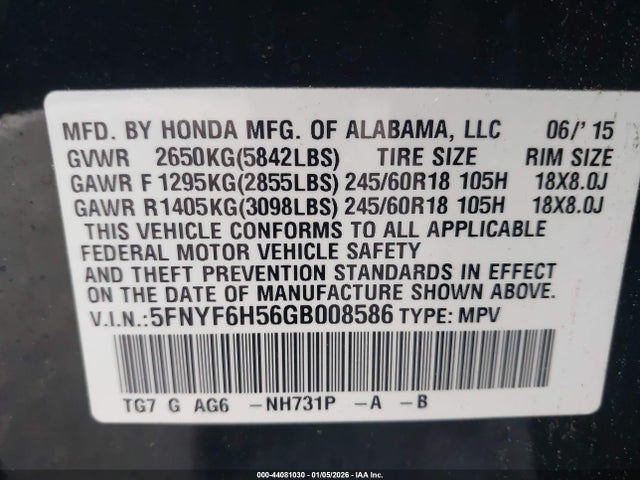 MFD. BY HONDA MFG. OF ALABAMA, LLC 06/'15
GVWR 2650KG(5842LBS) TIRE SIZE RIM SIZE
GAWR F 1295KG(2855LBS) 245/60R18 105H 18X8.0J
GAWR R1405KG(3098LBS) 245/60R18 105H 18X8.0J
THIS VEHICLE CONFORMS TO ALL APPLICABLE
FEDERAL MOTOR VEHICLE SAFETY
AND THEFT PREVENTION STANDARDS IN EFFECT
ON THE DATE OF MANUFACTURE SHOWN ABOVE.
V.I.N.:5FNYF6H56GB008586 TYPE: MPV
TG7 G AG6 -NH731P -A -B
000-44081030 - 01/05/2026 - IAA Inc.